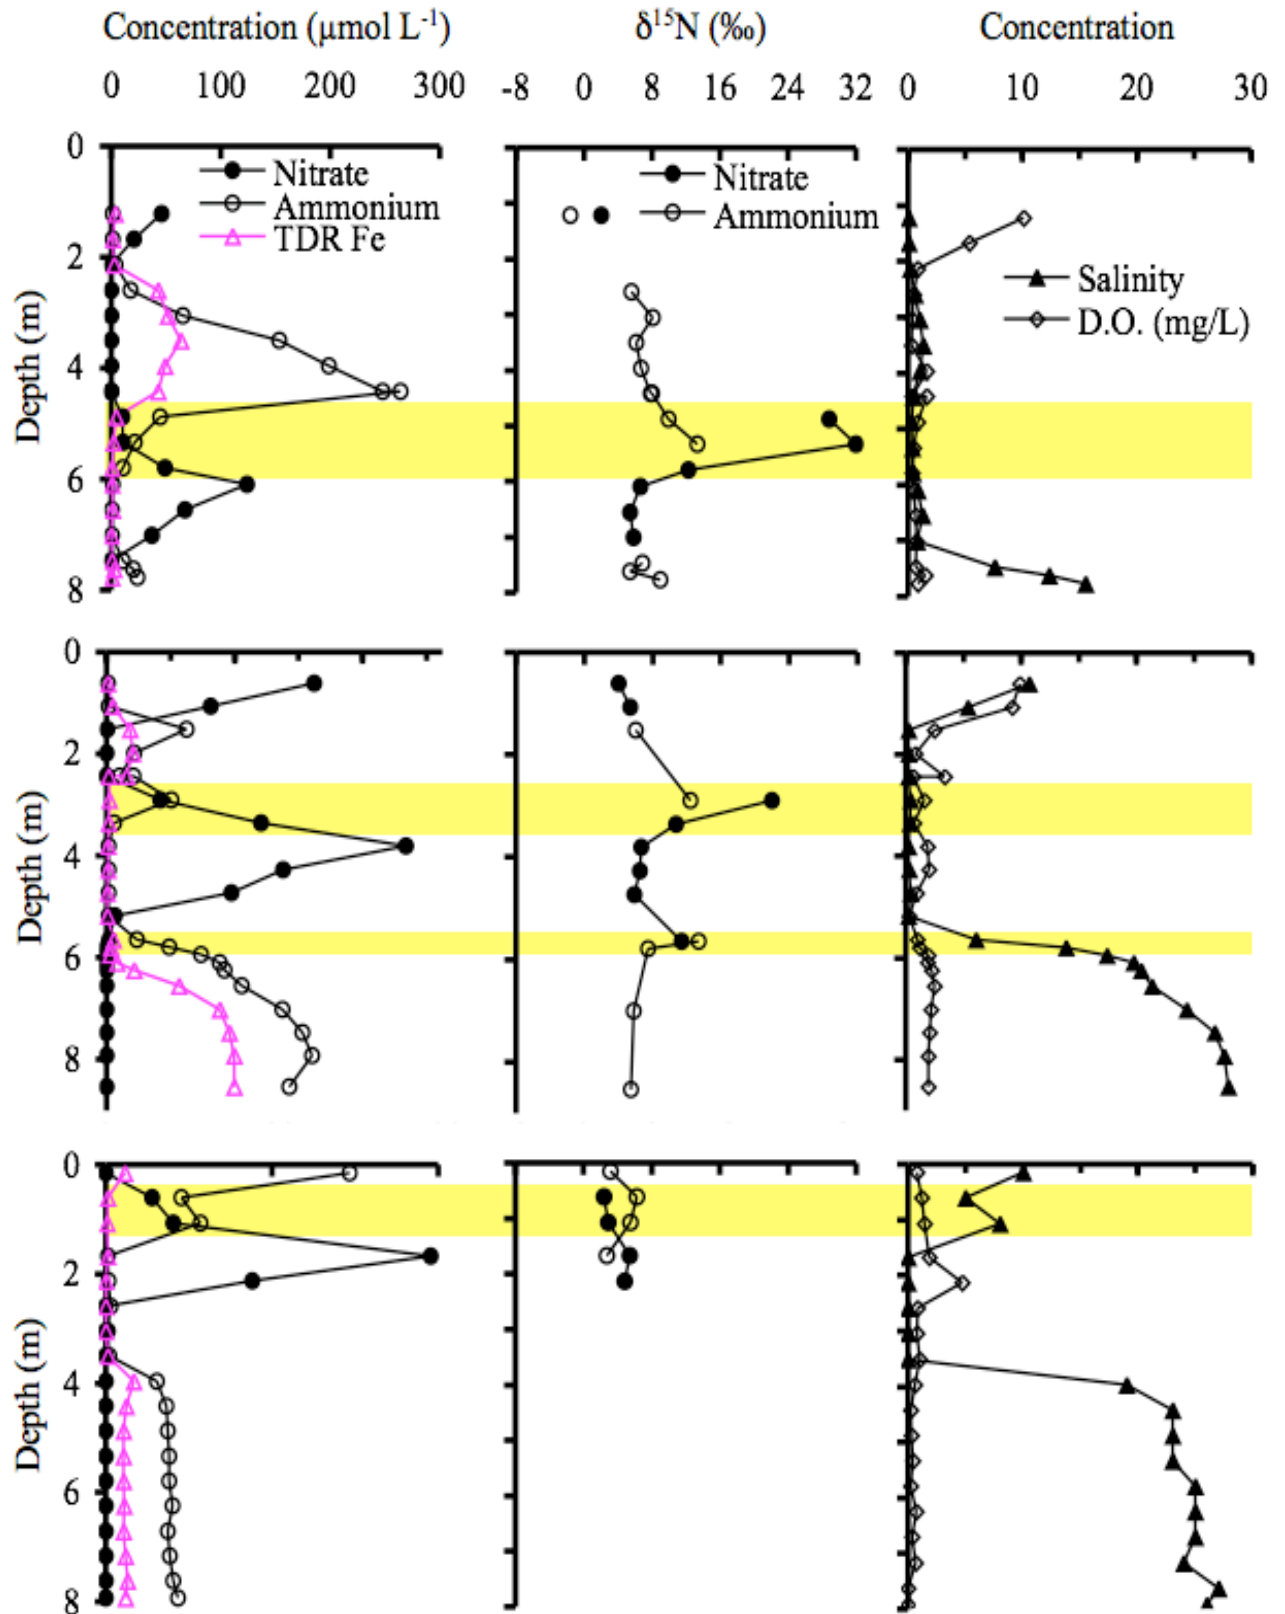 Concentration (µmol L⁻¹) δ¹⁵N (‰) Concentration
0 100 200 300 -8 0 8 16 24 32 0 10 20 30
0
2
4
6
8
Depth (m)
Nitrate
Ammonium
TDR Fe
Nitrate
Ammonium
Salinity
D.O. (mg/L)
0
2
4
6
8
Depth (m)
0
2
4
6
8
Depth (m)